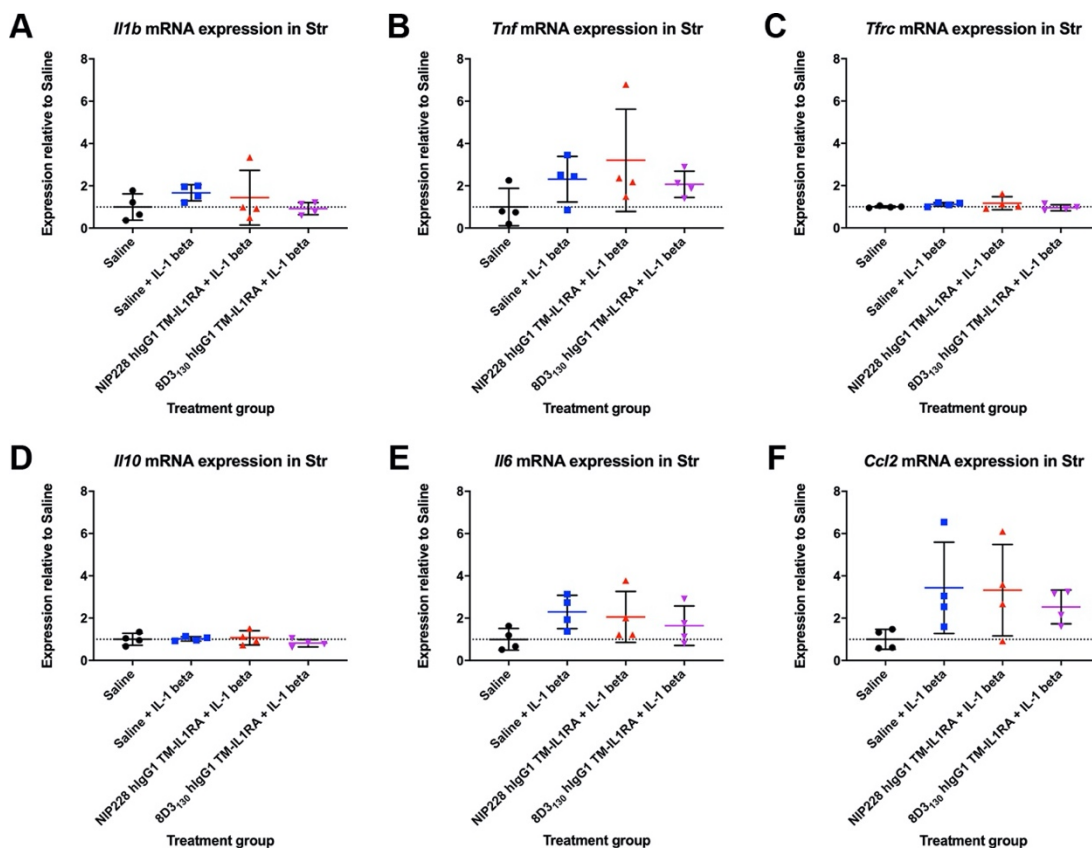 A
Il1b mRNA expression in Str
Expression relative to Saline
8
6
4
2
0
Saline
Saline + IL-1 beta
NIP228 hIgG1 TM-IL1RA + IL-1 beta
8D3₁₃₀ hIgG1 TM-IL1RA + IL-1 beta
Treatment group
B
Tnf mRNA expression in Str
Expression relative to Saline
8
6
4
2
0
Saline
Saline + IL-1 beta
NIP228 hIgG1 TM-IL1RA + IL-1 beta
8D3₁₃₀ hIgG1 TM-IL1RA + IL-1 beta
Treatment group
C
Tfrc mRNA expression in Str
Expression relative to Saline
8
6
4
2
0
Saline
Saline + IL-1 beta
NIP228 hIgG1 TM-IL1RA + IL-1 beta
8D3₁₃₀ hIgG1 TM-IL1RA + IL-1 beta
Treatment group
D
Il10 mRNA expression in Str
Expression relative to Saline
8
6
4
2
0
Saline
Saline + IL-1 beta
NIP228 hIgG1 TM-IL1RA + IL-1 beta
8D3₁₃₀ hIgG1 TM-IL1RA + IL-1 beta
Treatment group
E
Il6 mRNA expression in Str
Expression relative to Saline
8
6
4
2
0
Saline
Saline + IL-1 beta
NIP228 hIgG1 TM-IL1RA + IL-1 beta
8D3₁₃₀ hIgG1 TM-IL1RA + IL-1 beta
Treatment group
F
Ccl2 mRNA expression in Str
Expression relative to Saline
8
6
4
2
0
Saline
Saline + IL-1 beta
NIP228 hIgG1 TM-IL1RA + IL-1 beta
8D3₁₃₀ hIgG1 TM-IL1RA + IL-1 beta
Treatment group